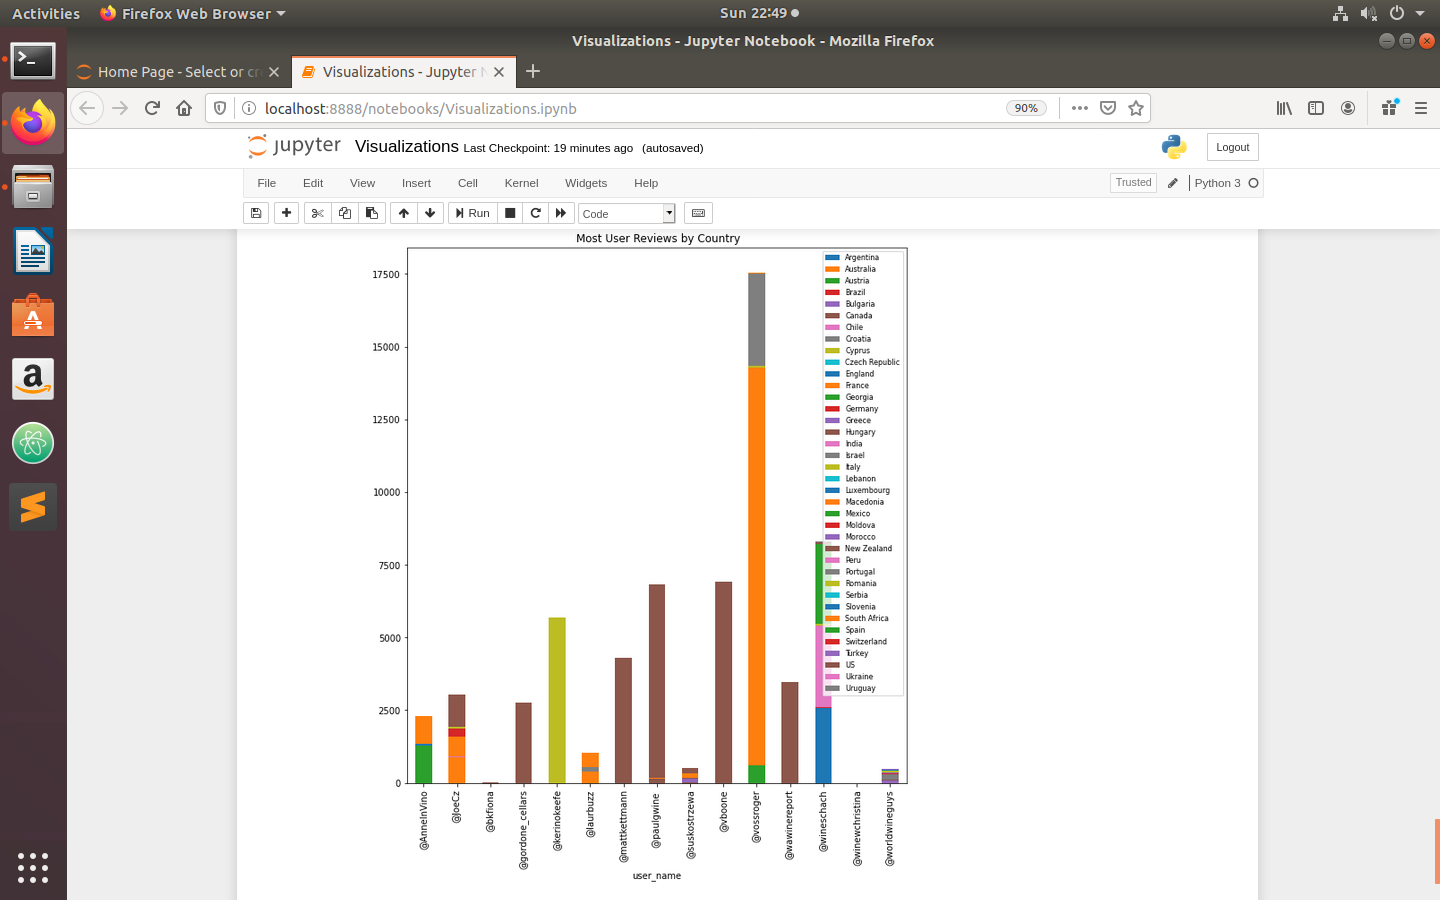 Activities Firefox Web Browser Sun 22:49
Visualizations - Jupyter Notebook - Mozilla Firefox
Home Page - Select or cr Visualizations - Jupyter N
localhost:8888/notebooks/Visualizations.ipynb 90%
jupyter Visualizations Last Checkpoint: 19 minutes ago (autosaved) Logout
File Edit View Insert Cell Kernel Widgets Help Trusted Python 3
Run Code
Most User Reviews by Country
17500
15000
12500
10000
7500
5000
2500
0
Argentina
Australia
Austria
Brazil
Bulgaria
Canada
Chile
Croatia
Cyprus
Czech Republic
England
France
Georgia
Germany
Greece
Hungary
India
Israel
Italy
Lebanon
Luxembourg
Macedonia
Mexico
Moldova
Morocco
New Zealand
Peru
Portugal
Romania
Serbia
Slovenia
South Africa
Spain
Switzerland
Turkey
US
Ukraine
Uruguay
@AnneInVino
@JoeCz
@bkfiona
@gordone_cellars
@kerinokeefe
@laurbuzz
@mattkettmann
@paulgwine
@suskostrzewa
@vboone
@vossroger
@wawinereport
@wineschach
@winewchristina
@worldwineguys
user_name